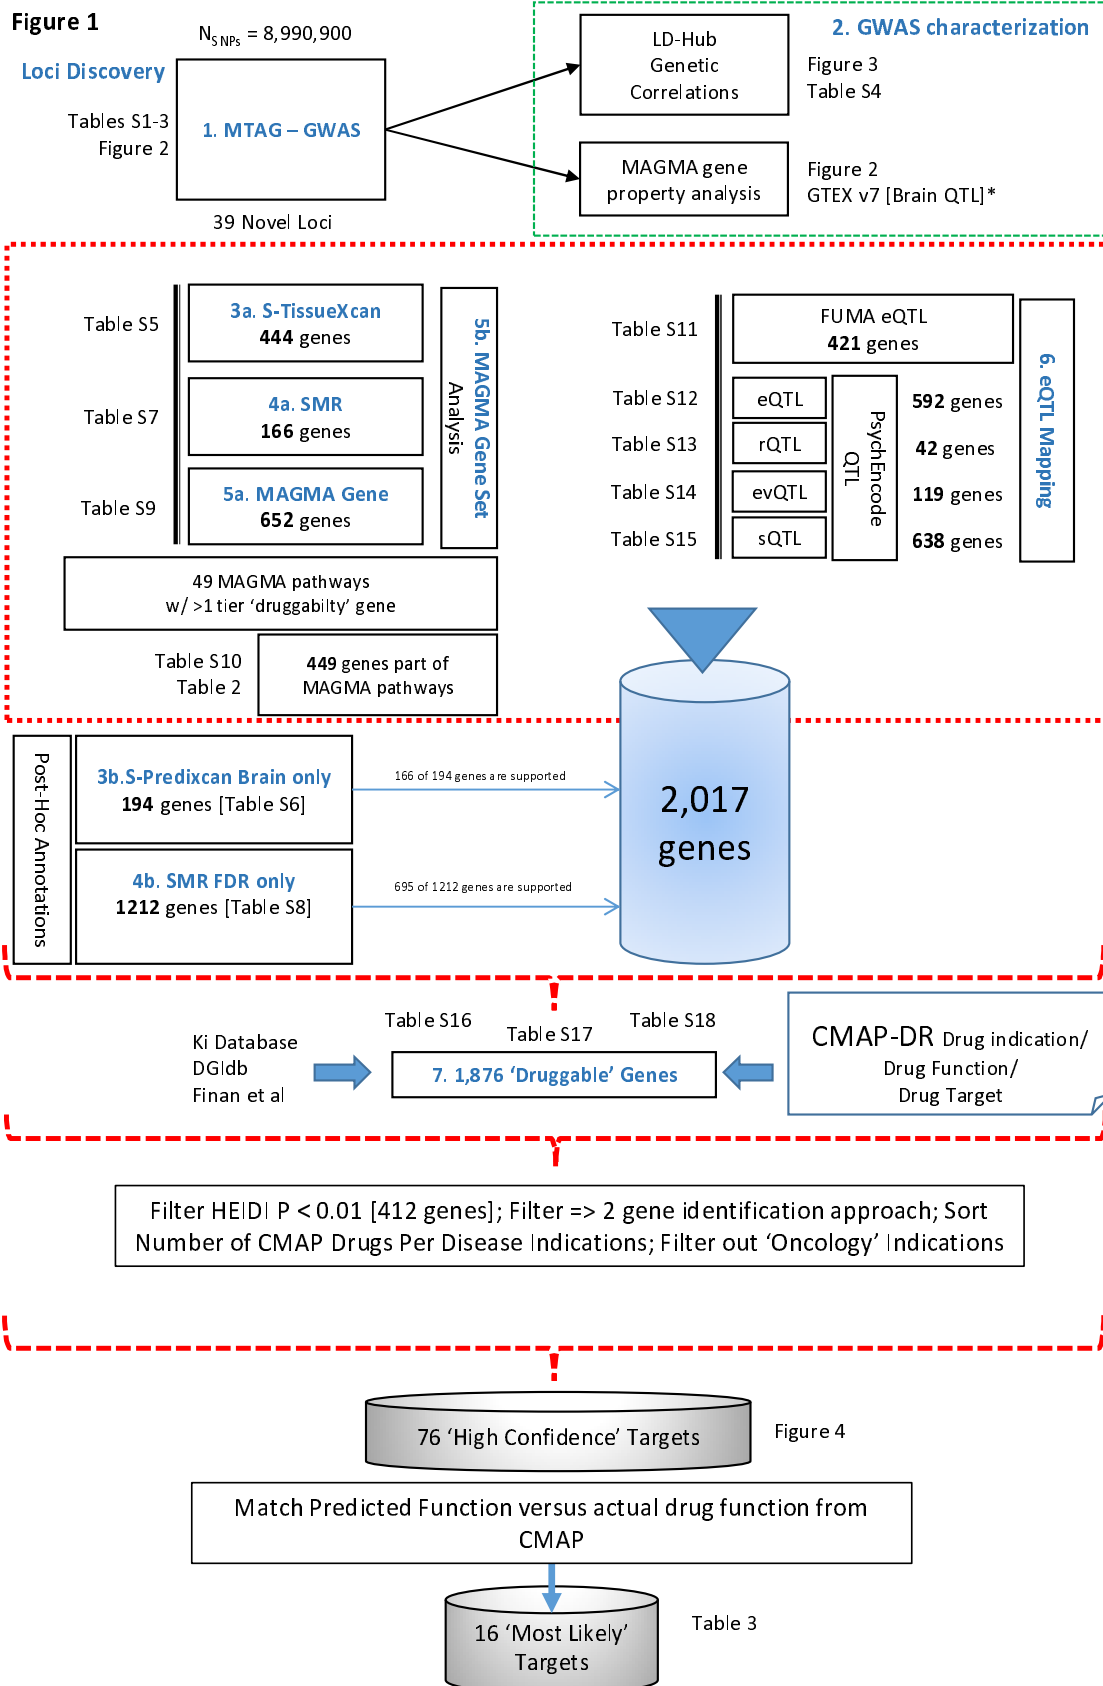 Figure 1
N SNPs = 8,990,900
Loci Discovery
Tables S1-3
Figure 2
1. MTAG – GWAS
39 Novel Loci
2. GWAS characterization
LD-Hub
Genetic
Correlations
Figure 3
Table S4
MAGMA gene
property analysis
Figure 2
GTEX v7 [Brain QTL]*
Table S5
3a. S-TissueXcan
444 genes
Table S7
4a. SMR
166 genes
Table S9
5a. MAGMA Gene
652 genes
5b. MAGMA Gene Set
Analysis
49 MAGMA pathways
w/ >1 tier ‘druggabilty’ gene
Table S10
Table 2
449 genes part of
MAGMA pathways
Table S11
FUMA eQTL
421 genes
Table S12
eQTL
592 genes
Table S13
rQTL
42 genes
Table S14
evQTL
119 genes
Table S15
sQTL
638 genes
PsychEncode
QTL
6. eQTL Mapping
Post-Hoc Annotations
3b.S-Predixcan Brain only
194 genes [Table S6]
166 of 194 genes are supported
4b. SMR FDR only
1212 genes [Table S8]
695 of 1212 genes are supported
2,017
genes
Ki Database
DGIdb
Finan et al
Table S16
Table S17
Table S18
7. 1,876 ‘Druggable’ Genes
CMAP-DR Drug indication/
Drug Function/
Drug Target
Filter HEIDI P < 0.01 [412 genes]; Filter => 2 gene identification approach; Sort
Number of CMAP Drugs Per Disease Indications; Filter out ‘Oncology’ Indications
76 ‘High Confidence’ Targets
Figure 4
Match Predicted Function versus actual drug function from
CMAP
16 ‘Most Likely’
Targets
Table 3